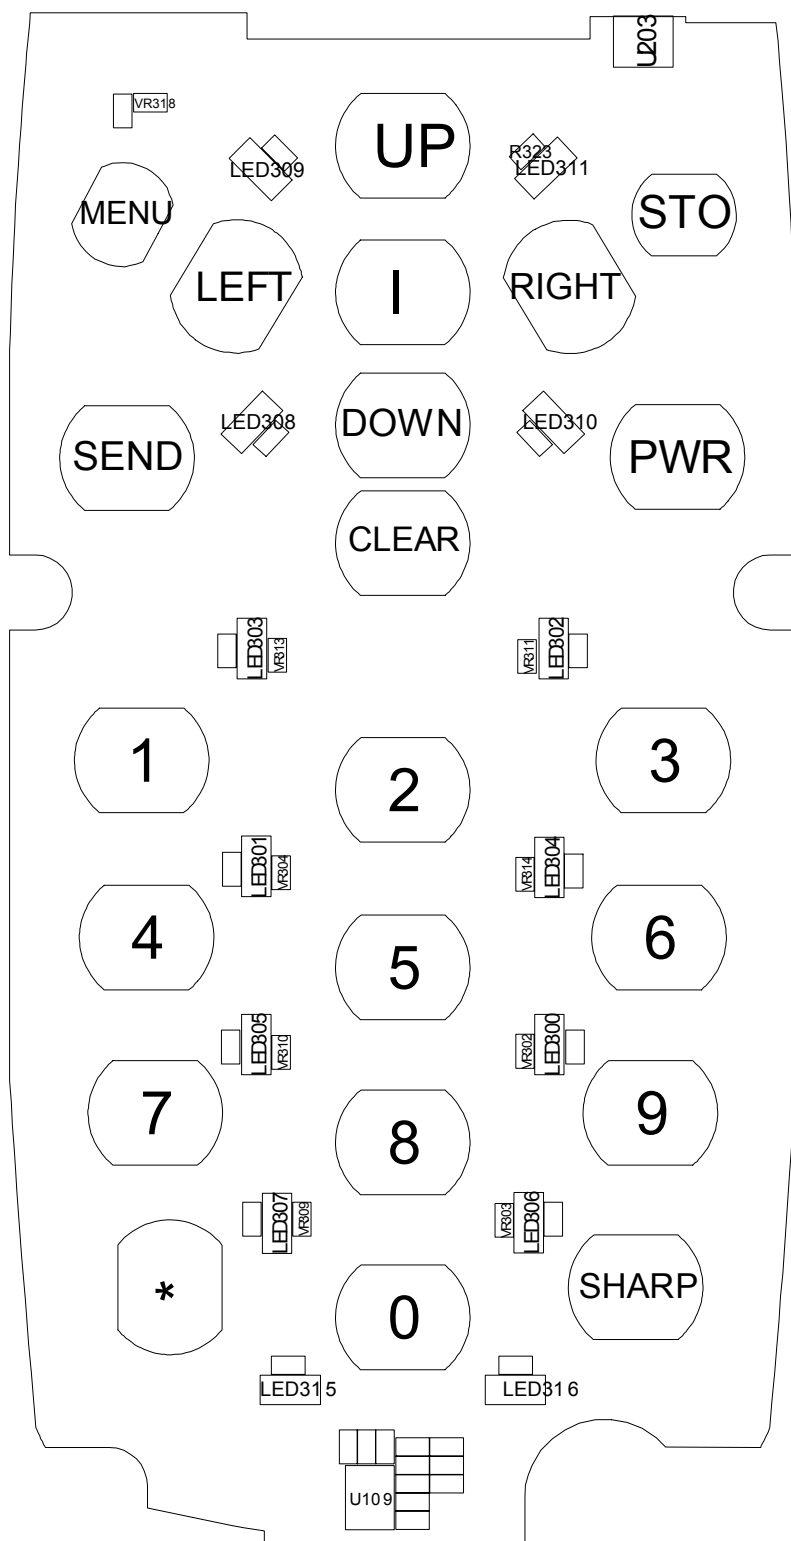 U203
VR318
UP
R323
LED309
LED311
MENU
STO
LEFT
I
RIGHT
LED308
DOWN
LED310
SEND
PWR
CLEAR
LED303
VR313
VR311
LED302
1
2
3
LED301
VR304
VR314
LED304
4
5
6
LED305
VR310
VR302
LED300
7
8
9
LED307
VR309
VR303
LED306
*
0
SHARP
LED315
LED316
U109